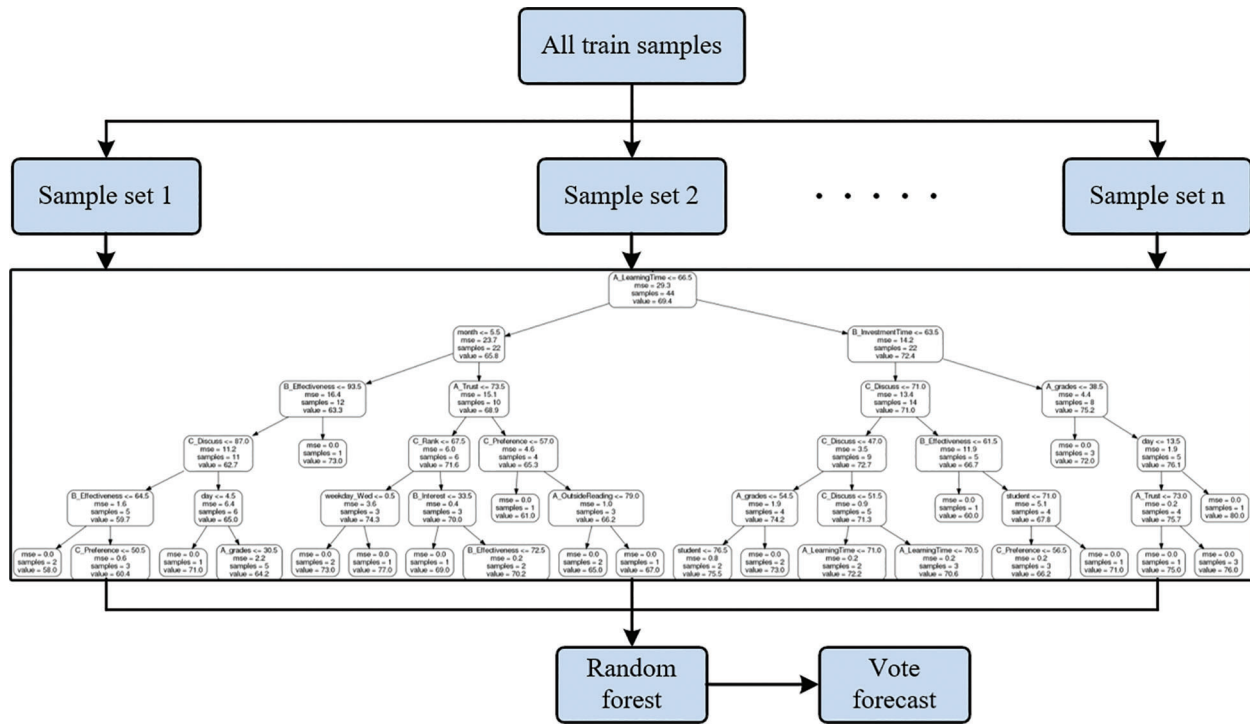 All train samples
Sample set 1
Sample set 2
. . . . .
Sample set n
A_LearningTime <= 66.5
mse = 29.3
samples = 44
value = 69.4
month <= 5.5
mse = 23.7
samples = 22
value = 65.8
B_InvestmentTime <= 63.5
mse = 14.2
samples = 22
value = 72.4
B_Effectiveness <= 93.5
mse = 16.4
samples = 12
value = 63.3
A_Trust <= 73.5
mse = 15.1
samples = 10
value = 68.9
C_Discuss <= 71.0
mse = 13.4
samples = 14
value = 71.0
A_grades <= 38.5
mse = 4.4
samples = 8
value = 75.2
C_Discuss <= 87.0
mse = 11.2
samples = 11
value = 62.7
mse = 0.0
samples = 1
value = 73.0
C_Rank <= 67.5
mse = 6.0
samples = 6
value = 71.6
C_Preference <= 57.0
mse = 4.6
samples = 4
value = 65.3
C_Discuss <= 47.0
mse = 3.5
samples = 9
value = 72.7
B_Effectiveness <= 61.5
mse = 11.9
samples = 5
value = 66.7
mse = 0.0
samples = 3
value = 72.0
day <= 13.5
mse = 1.9
samples = 5
value = 76.1
B_Effectiveness <= 64.5
mse = 1.6
samples = 5
value = 59.7
day <= 4.5
mse = 6.4
samples = 6
value = 65.0
weekday_Wed <= 0.5
mse = 3.6
samples = 3
value = 74.3
B_Interest <= 33.5
mse = 0.4
samples = 3
value = 70.0
mse = 0.0
samples = 1
value = 61.0
A_OutsideReading <= 79.0
mse = 1.0
samples = 3
value = 66.2
A_grades <= 54.5
mse = 1.9
samples = 4
value = 74.2
C_Discuss <= 51.5
mse = 0.9
samples = 5
value = 71.3
mse = 0.0
samples = 1
value = 60.0
student <= 71.0
mse = 5.1
samples = 4
value = 67.8
A_Trust <= 73.0
mse = 0.2
samples = 4
value = 75.7
mse = 0.0
samples = 1
value = 80.0
mse = 0.0
samples = 2
value = 58.0
C_Preference <= 50.5
mse = 0.6
samples = 3
value = 60.4
mse = 0.0
samples = 1
value = 71.0
A_grades <= 30.5
mse = 2.2
samples = 5
value = 64.2
mse = 0.0
samples = 2
value = 73.0
mse = 0.0
samples = 1
value = 77.0
mse = 0.0
samples = 1
value = 69.0
B_Effectiveness <= 72.5
mse = 0.2
samples = 2
value = 70.2
mse = 0.0
samples = 2
value = 65.0
mse = 0.0
samples = 1
value = 67.0
student <= 76.5
mse = 0.8
samples = 2
value = 75.5
mse = 0.0
samples = 2
value = 73.0
A_LearningTime <= 71.0
mse = 0.2
samples = 2
value = 72.2
A_LearningTime <= 70.5
mse = 0.2
samples = 3
value = 70.6
C_Preference <= 56.5
mse = 0.2
samples = 3
value = 66.2
mse = 0.0
samples = 1
value = 71.0
mse = 0.0
samples = 1
value = 75.0
mse = 0.0
samples = 3
value = 76.0
Random
forest
Vote
forecast